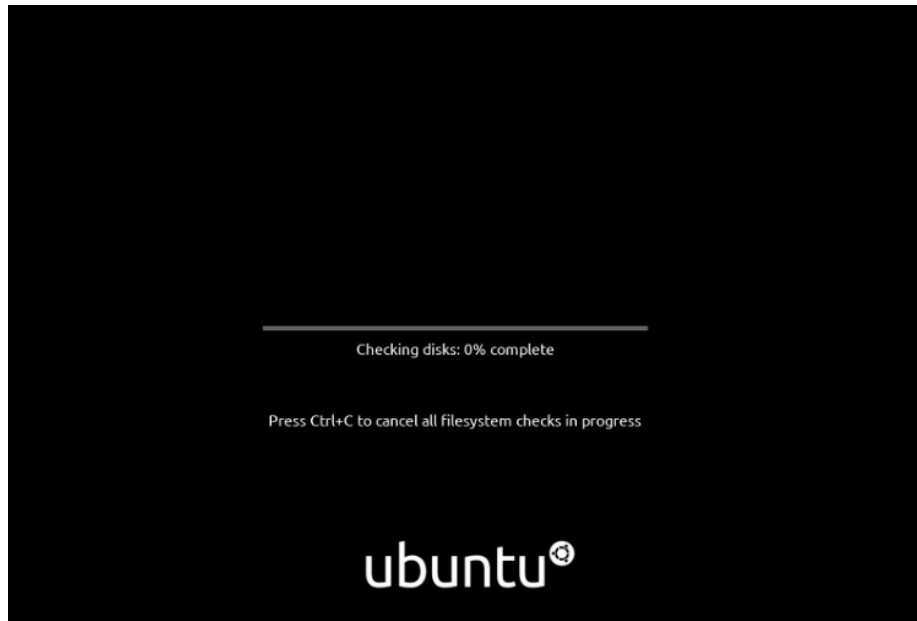 Checking disks: 0% complete
Press Ctrl+C to cancel all filesystem checks in progress
ubuntu